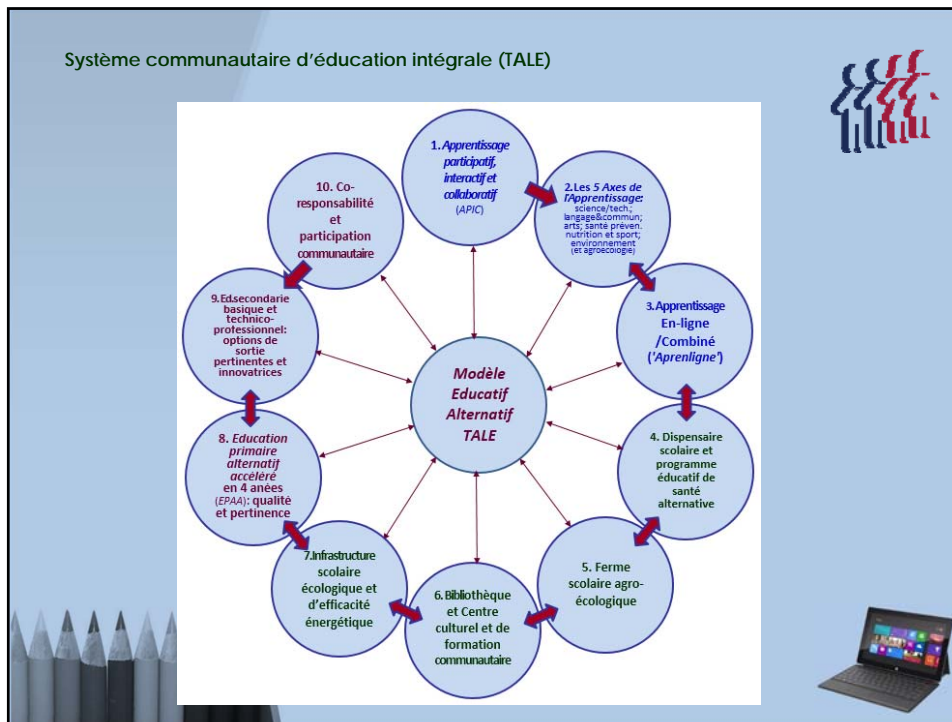 Système communautaire d'éducation intégrale (TALE)
1. Apprentissage
participatif,
interactif et
collaboratif
(APIC)
2.Les 5 Axes de
l'Apprentissage:
science/tech.;
langage&commun;
arts; santé préven.
nutrition et sport;
environnement
(et agroecologie)
3.Apprentissage
En-ligne
/Combiné
('Aprenligne')
4. Dispensaire
scolaire et
programme
éducatif de
santé
alternative
5. Ferme
scolaire agro-
écologique
6.Bibliothèque
et Centre
culturel et de
formation
communautaire
7.Infrastructure
scolaire
écologique et
d'efficacité
énergétique
8. Education
primaire
alternatif
accéléré
en 4 anées
(EPAA): qualité
et pertinence
9.Ed.secondarie
basique et
technico-
professionnel:
options de
sortie
pertinentes et
innovatrices
10. Co-
responsabilité
et
participation
communautaire
Modèle
Educatif
Alternatif
TALE